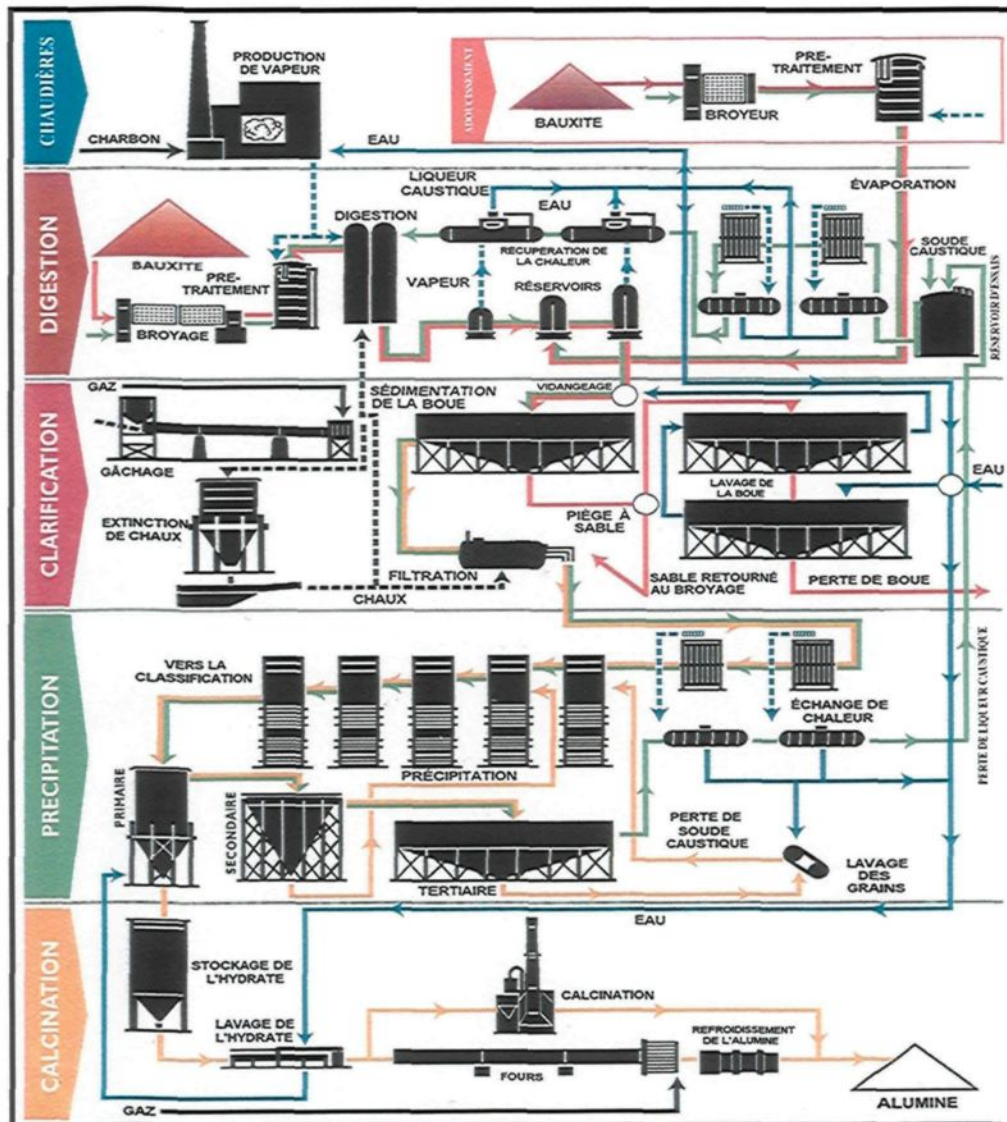 CHAUDIÈRES
PRODUCTION
DE VAPEUR
CHARBON
EAU
ADOUCISSEMENT
BAUXITE
BROYEUR
PRE-
TRAITEMENT
DIGESTION
BAUXITE
BROYAGE
PRE-
TRAITEMENT
DIGESTION
LIQUEUR
CAUSTIQUE
EAU
RÉCUPERATION DE
LA CHALEUR
VAPEUR
RÉSERVOIRS
ÉVAPORATION
SOUDE
CAUSTIQUE
RÉSERVOIR D'ESSAIS
CLARIFICATION
GAZ
GÂCHAGE
EXTINCTION
DE CHAUX
CHAUX
SÉDIMENTATION
DE LA BOUE
VIDANGEAGE
FILTRATION
PIÈGE À
SABLE
LAVAGE DE
LA BOUE
EAU
SABLE RETOURNÉ
AU BROYAGE
PERTE DE BOUE
PRECIPITATION
VERS LA
CLASSIFICATION
PRÉCIPITATION
ÉCHANGE DE
CHALEUR
PERTE DE LIQUEUR CAUSTIQUE
PRIMAIRE
SECONDAIRE
TERTIAIRE
PERTE DE
SOUDE
CAUSTIQUE
LAVAGE
DES
GRAINS
CALCINATION
EAU
STOCKAGE DE
L'HYDRATE
LAVAGE DE
L'HYDRATE
CALCINATION
FOURS
REFROIDISSEMENT
DE L'ALUMINE
GAZ
ALUMINE